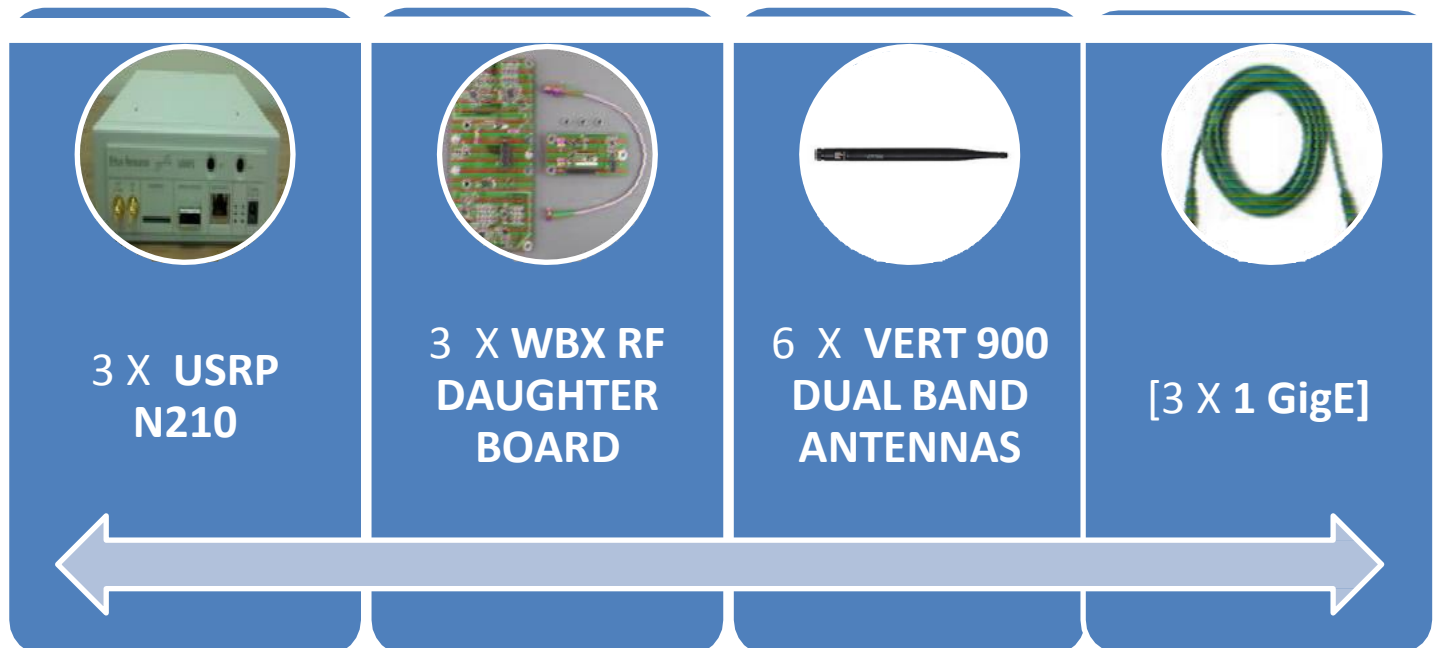 3 X USRP
N210
3 X WBX RF
DAUGHTER
BOARD
6 X VERT 900
DUAL BAND
ANTENNAS
[3 X 1 GigE]